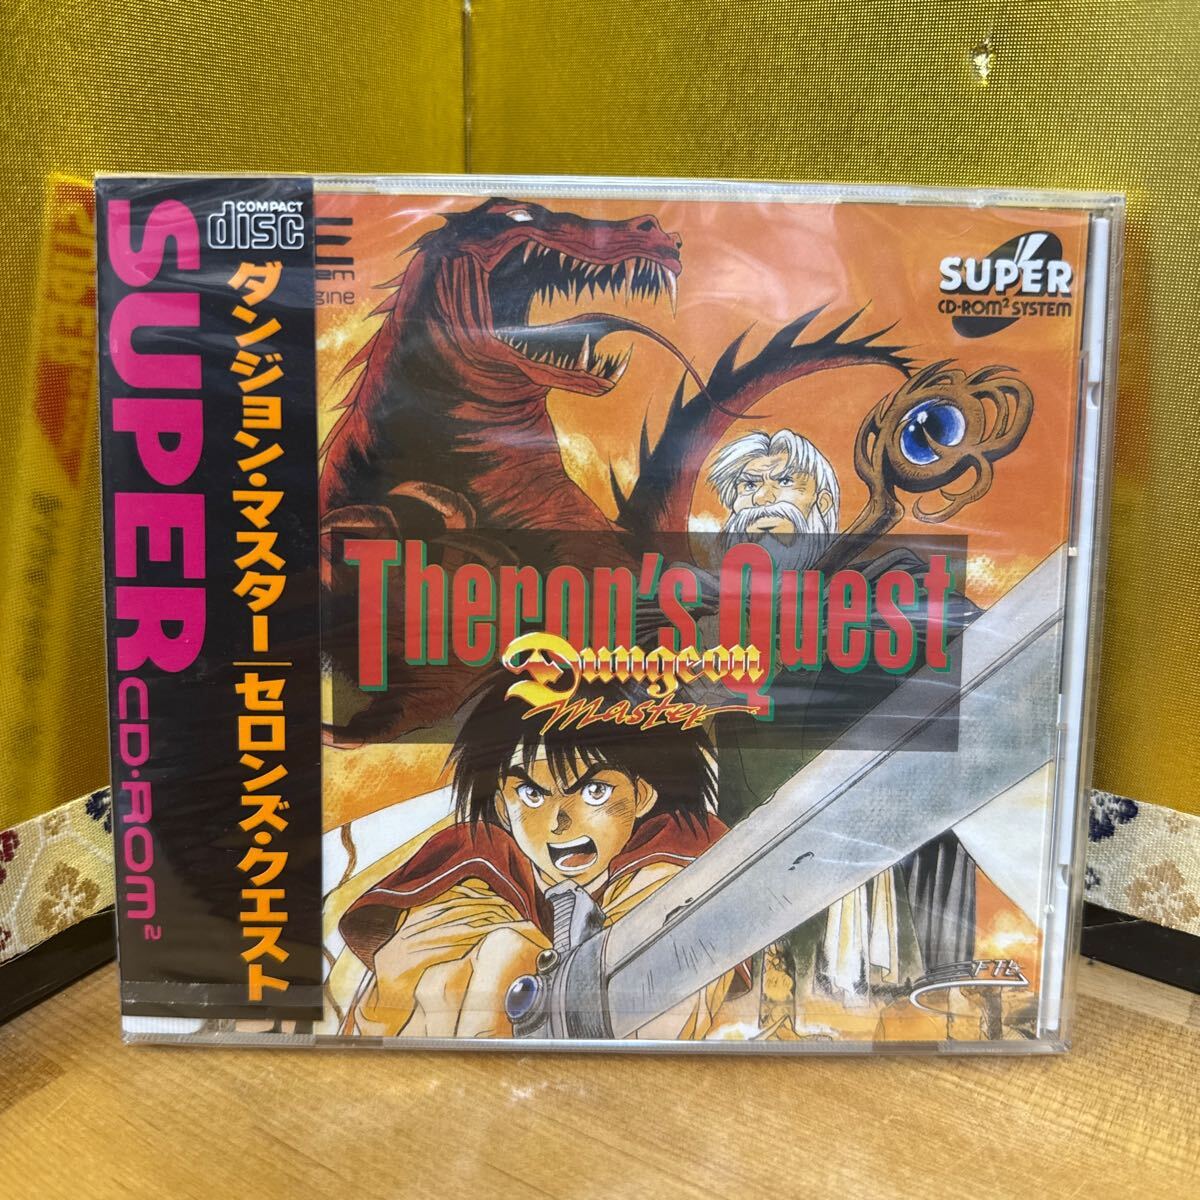 COMPACT
disc
SUPER CD-ROM²
ダンジョン・マスター|セロンズ・クエスト
SUPER
CD-ROM² SYSTEM
Theron's Quest
Dungeon
Master
FTL